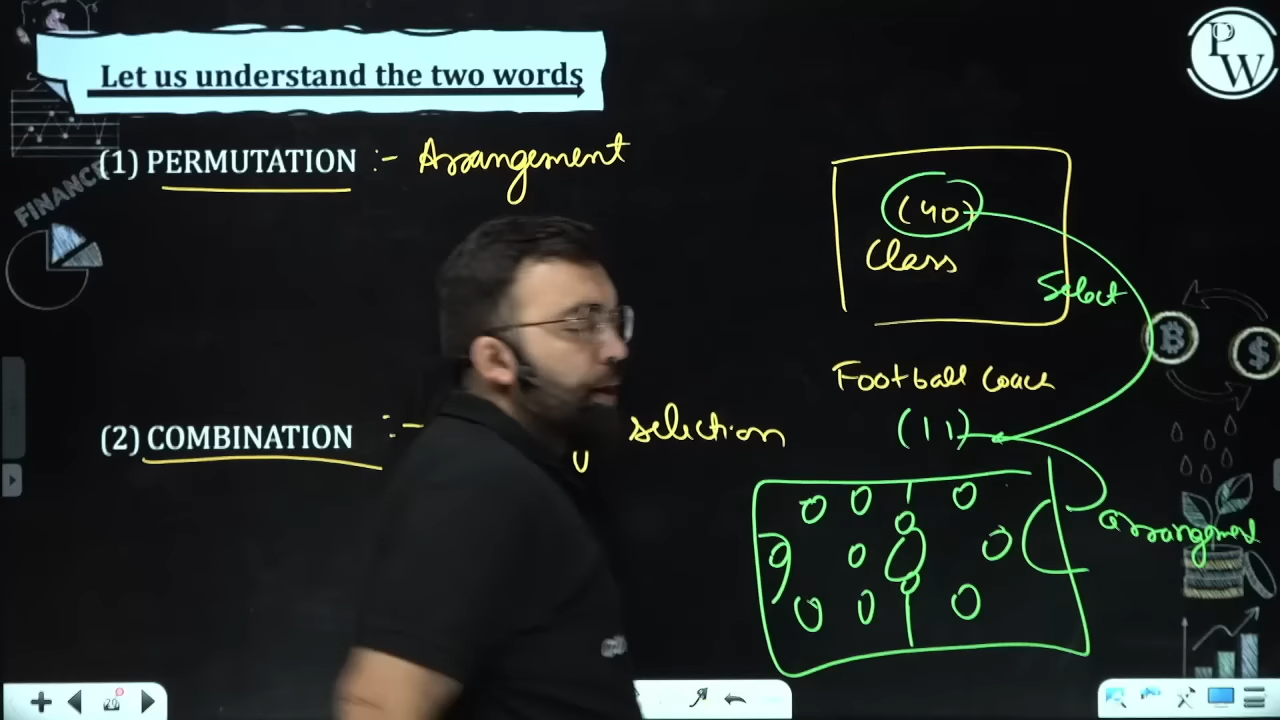 Let us understand the two words
PW
(1) PERMUTATION :- Arrangement
FINANCE
(40)
Class
Select
Football Coach
(2) COMBINATION :- selection
(11)
arrangement
20